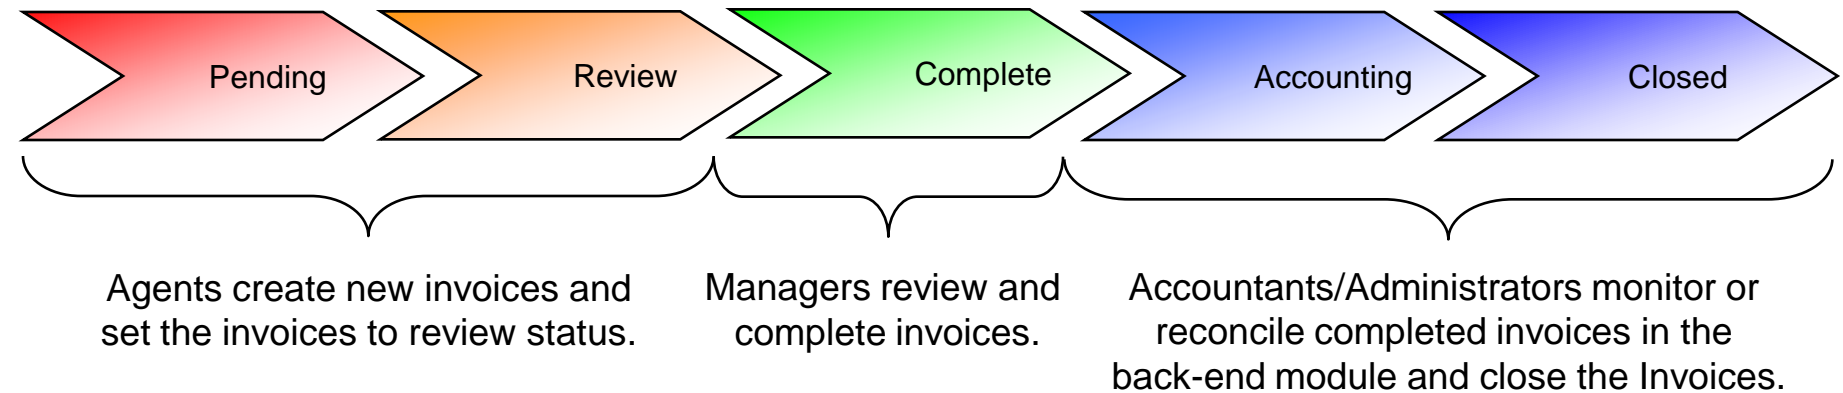 Pending
Review
Complete
Accounting
Closed
Agents create new invoices and
set the invoices to review status.
Managers review and
complete invoices.
Accountants/Administrators monitor or
reconcile completed invoices in the
back-end module and close the Invoices.